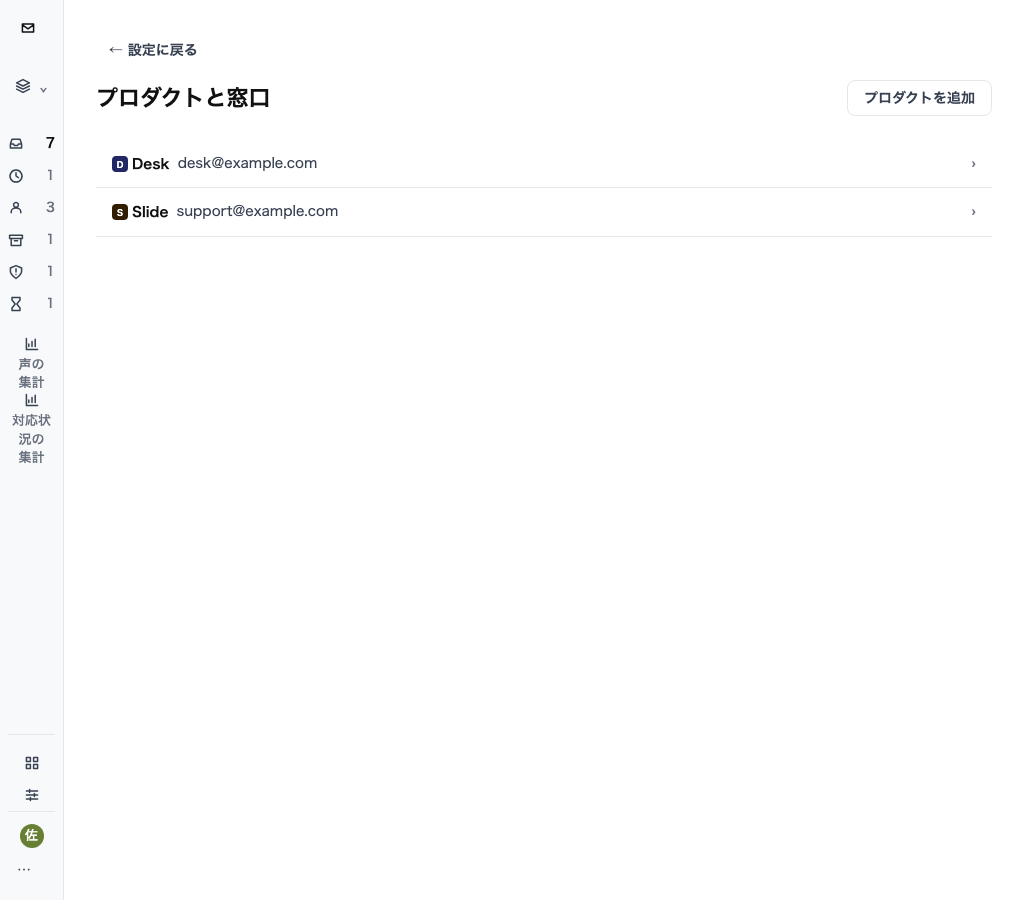 ← 設定に戻る
プロダクトと窓口
プロダクトを追加
D Desk desk@example.com ›
S Slide support@example.com ›
7
1
3
1
1
1
声の
集計
対応状
況の
集計
佐
…